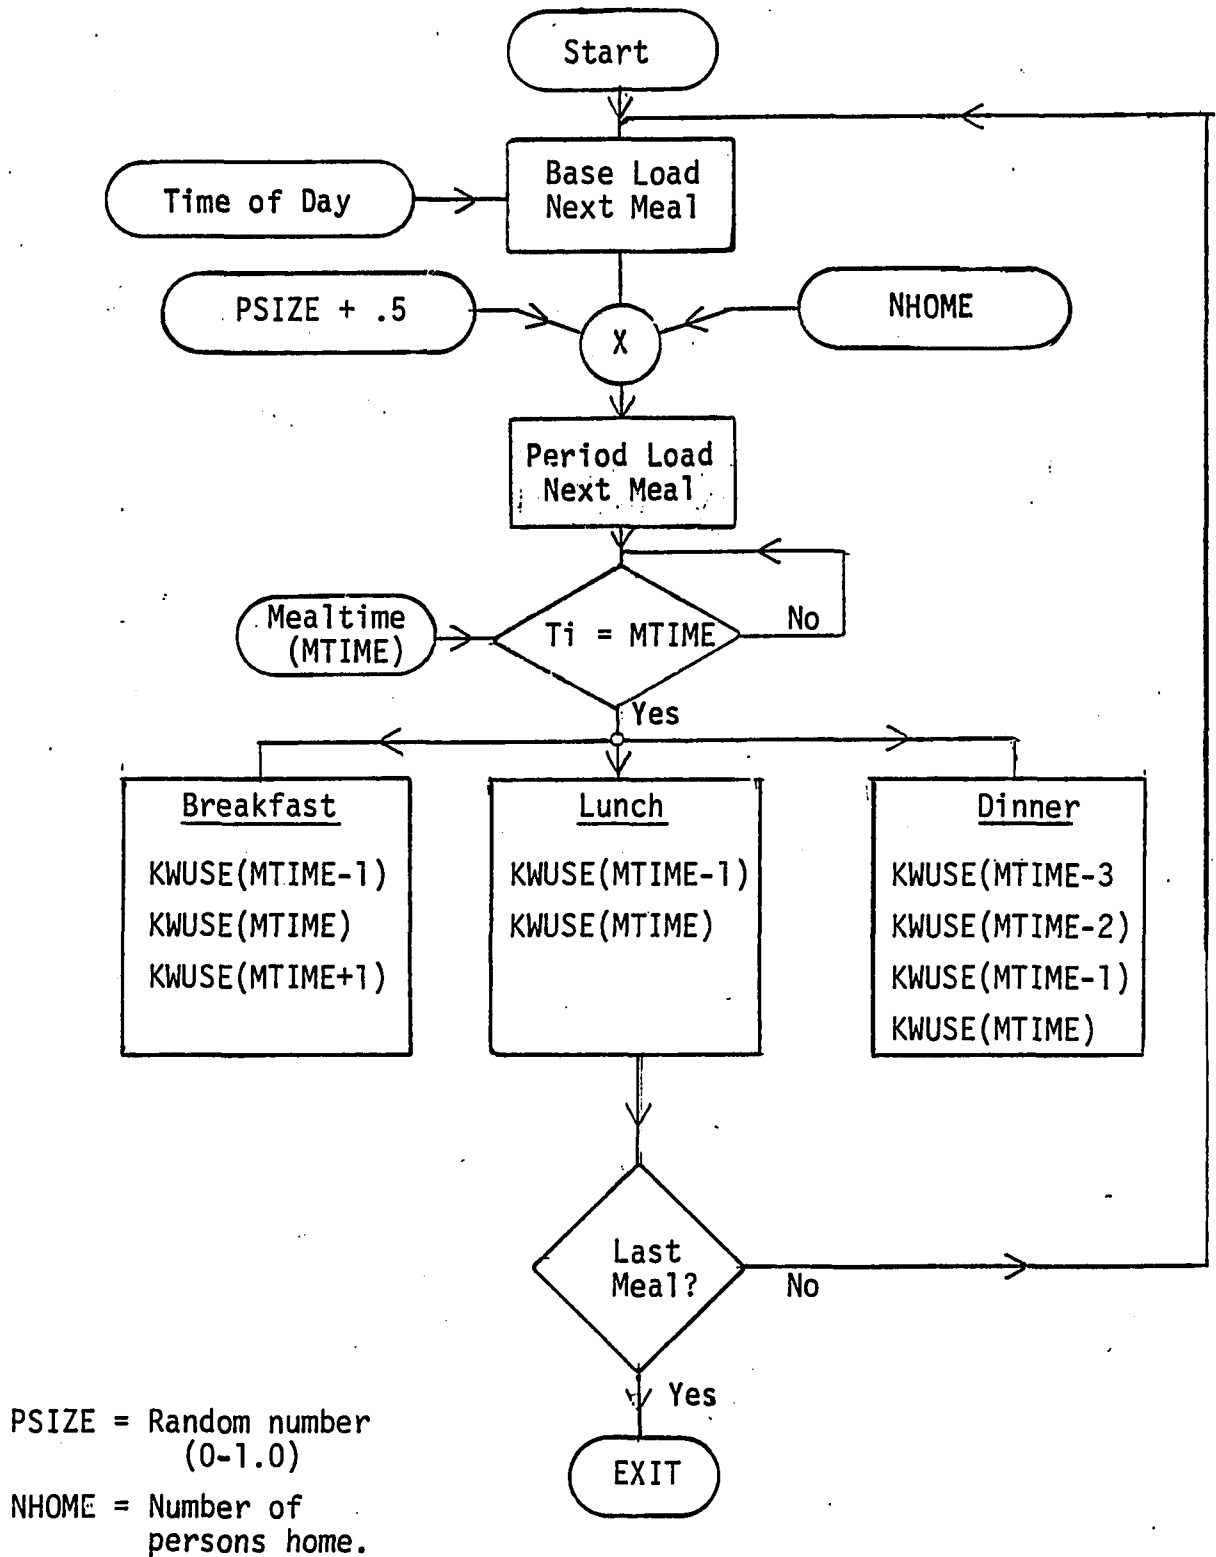 Start
Base Load
Next Meal
Time of Day
PSIZE + .5
NHOME
X
Period Load
Next Meal
Mealtime
(MTIME)
Ti = MTIME
No
Yes
Breakfast
KWUSE(MTIME-1)
KWUSE(MTIME)
KWUSE(MTIME+1)
Lunch
KWUSE(MTIME-1)
KWUSE(MTIME)
Dinner
KWUSE(MTIME-3
KWUSE(MTIME-2)
KWUSE(MTIME-1)
KWUSE(MTIME)
Last
Meal?
No
Yes
EXIT
PSIZE = Random number
(0-1.0)
NHOME = Number of
persons home.